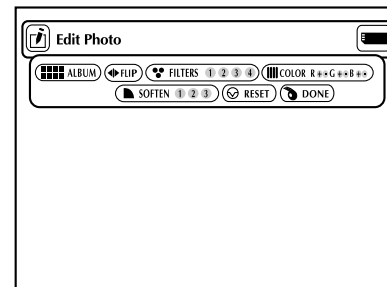 Edit Photo
ALBUM FLIP FILTERS 1 2 3 4 COLOR R G B
SOFTEN 1 2 3 RESET DONE